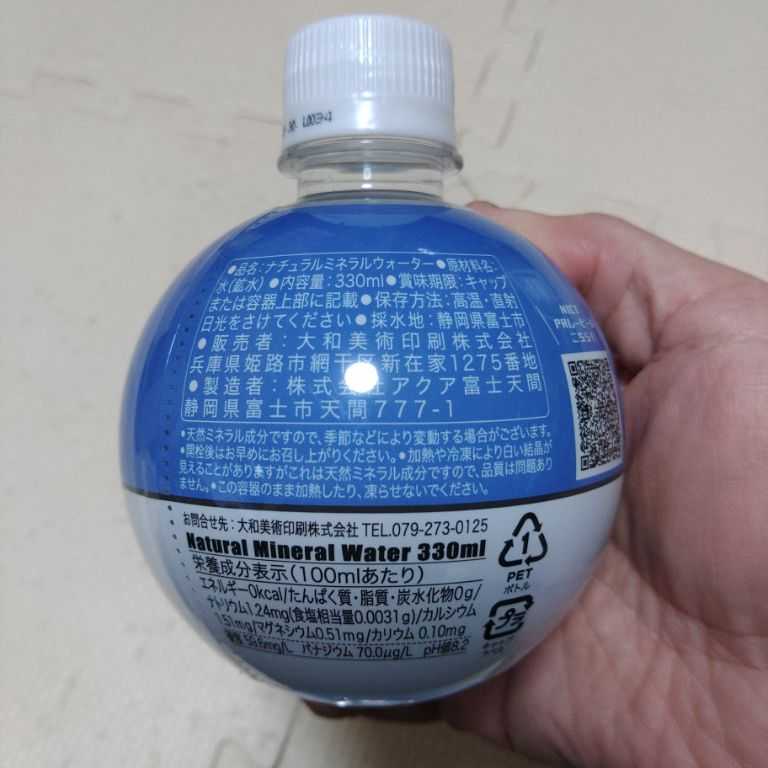 L003-4
●品名:ナチュラルミネラルウォーター●原材料名:
水(鉱水)●内容量:330ml●賞味期限:キャップ
または容器上部に記載●保存方法:高温・直射
日光をさけてください●採水地:静岡県富士市
●販売者:大和美術印刷株式会社
兵庫県姫路市網干区新在家1275番地
●製造者:株式会社アクア富士天間
静岡県富士市天間777-1
•天然ミネラル成分ですので、季節などにより変動する場合がございます。
•開栓後はお早めにお召し上がりください。•加熱や冷凍により白い結晶が
見えることがありますがこれは天然ミネラル成分ですので、品質は問題あり
ません。•この容器のまま加熱したり、凍らせないでください。
お問合せ先:大和美術印刷株式会社 TEL.079-273-0125
Natural Mineral Water 330ml
栄養成分表示(100mlあたり)
エネルギー0kcal/たんぱく質・脂質・炭水化物0g/
ナトリウム1.24mg(食塩相当量0.0031g)/カルシウム
1.51mg/マグネシウム0.51mg/カリウム 0.10mg
バナジウム 70.0μg/L pH値8.2
1
PET
ボトル
プラ
こちら!